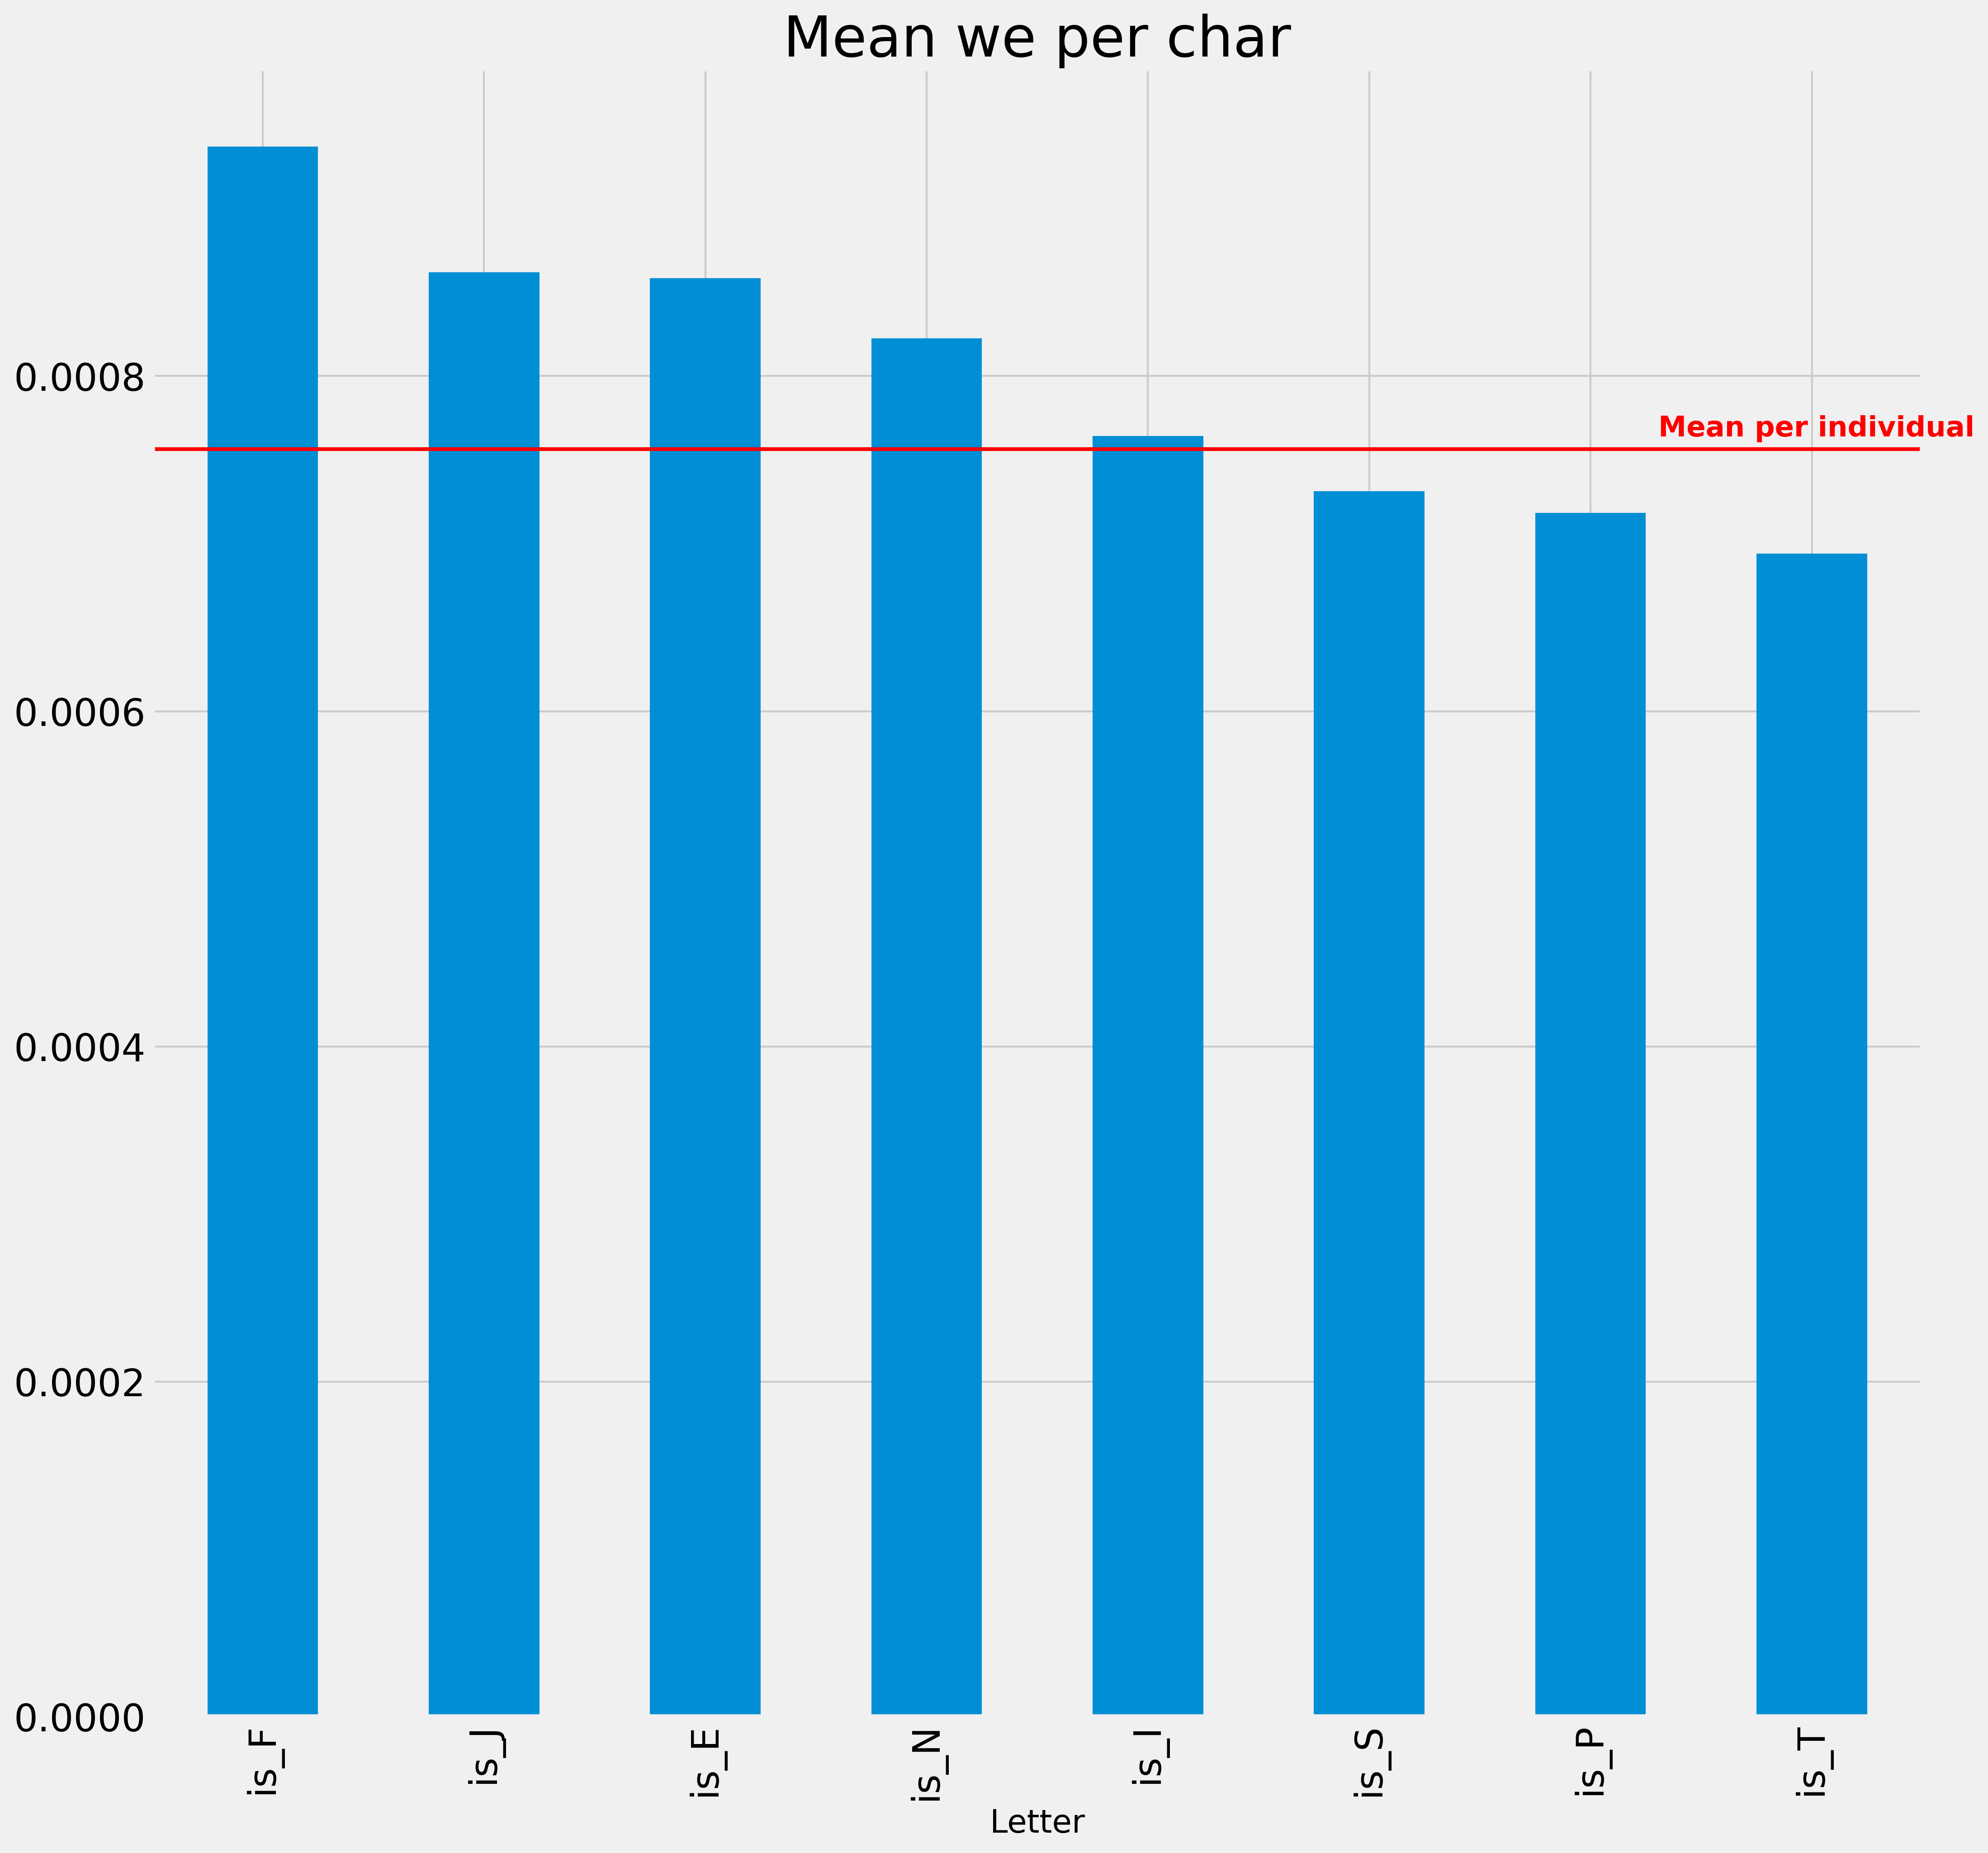 Mean we per char
0.0008
Mean per individual
0.0006
0.0004
0.0002
0.0000
is_F
is_J
is_E
is_N
is_I
is_S
is_P
is_T
Letter